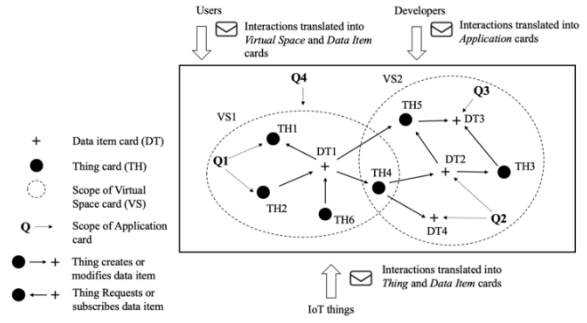 Users
Interactions translated into
Virtual Space and Data Item
cards
Developers
Interactions translated into
Application cards
Data item card (DT)
Thing card (TH)
Scope of Virtual
Space card (VS)
Q
Scope of Application
card
Thing creates or
modifies data item
Thing Requests or
subscribes data item
Q4
VS1
TH1
Q1
DT1
TH2
TH6
VS2
Q3
TH5
DT3
TH4
DT2
TH3
Q2
DT4
Interactions translated into
Thing and Data Item cards
IoT things